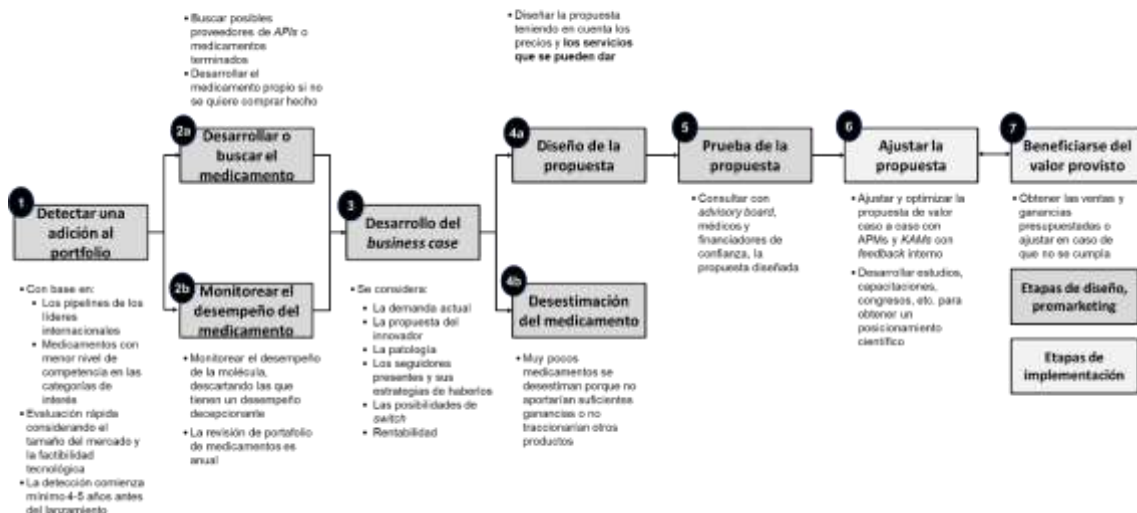 1
Detectar una
adición al
portfolio
• Con base en:
• Los pipelines de los
líderes
internacionales
• Medicamentos con
menor nivel de
competencia en las
categorías de
interés
• Evaluación rápida
considerando el
tamaño del mercado y
la factibilidad
tecnológica
• La detección comienza
mínimo 4-5 años antes
del lanzamiento
• Buscar posibles
proveedores de APIs o
medicamentos
terminados
• Desarrollar el
medicamento propio si no
se quiere comprar hecho
2a
Desarrollar o
buscar el
medicamento
2b
Monitorear el
desempeño del
medicamento
• Monitorear el desempeño
de la molécula,
descartando las que
tienen un desempeño
decepcionante
• La revisión de portafolio
de medicamentos es
anual
3
Desarrollo del
business case
• Se considera:
• La demanda actual
• La propuesta del
innovador
• La patología
• Los seguidores
presentes y sus
estrategias de haberlos
• Las posibilidades de
switch
• Rentabilidad
• Diseñar la propuesta
teniendo en cuenta los
precios y los servicios
que se pueden dar
4a
Diseño de la
propuesta
4b
Desestimación
del medicamento
• Muy pocos
medicamentos se
desestiman porque no
aportarían suficientes
ganancias o no
traccionarían otros
productos
5
Prueba de la
propuesta
• Consultar con
advisory board,
médicos y
financiadores de
confianza, la
propuesta diseñada
6
Ajustar la
propuesta
• Ajustar y optimizar la
propuesta de valor
caso a caso con
APMs y KAMs con
feedback interno
• Desarrollar estudios,
capacitaciones,
congresos, etc. para
obtener un
posicionamiento
científico
7
Beneficiarse del
valor provisto
• Obtener las ventas y
ganancias
presupuestadas o
ajustar en caso de
que no se cumpla
Etapas de diseño,
premarketing
Etapas de
implementación